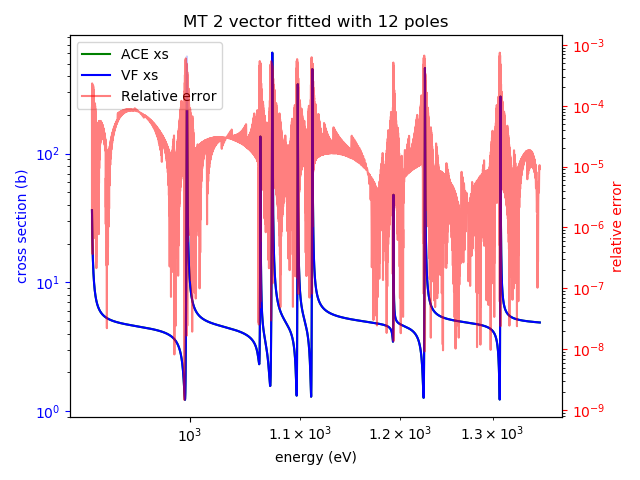 MT 2 vector fitted with 12 poles
ACE xs
VF xs
Relative error
cross section (b)
10²
10¹
10⁰
relative error
10⁻³
10⁻⁴
10⁻⁵
10⁻⁶
10⁻⁷
10⁻⁸
10⁻⁹
10³
1.1 × 10³
1.2 × 10³
1.3 × 10³
energy (eV)